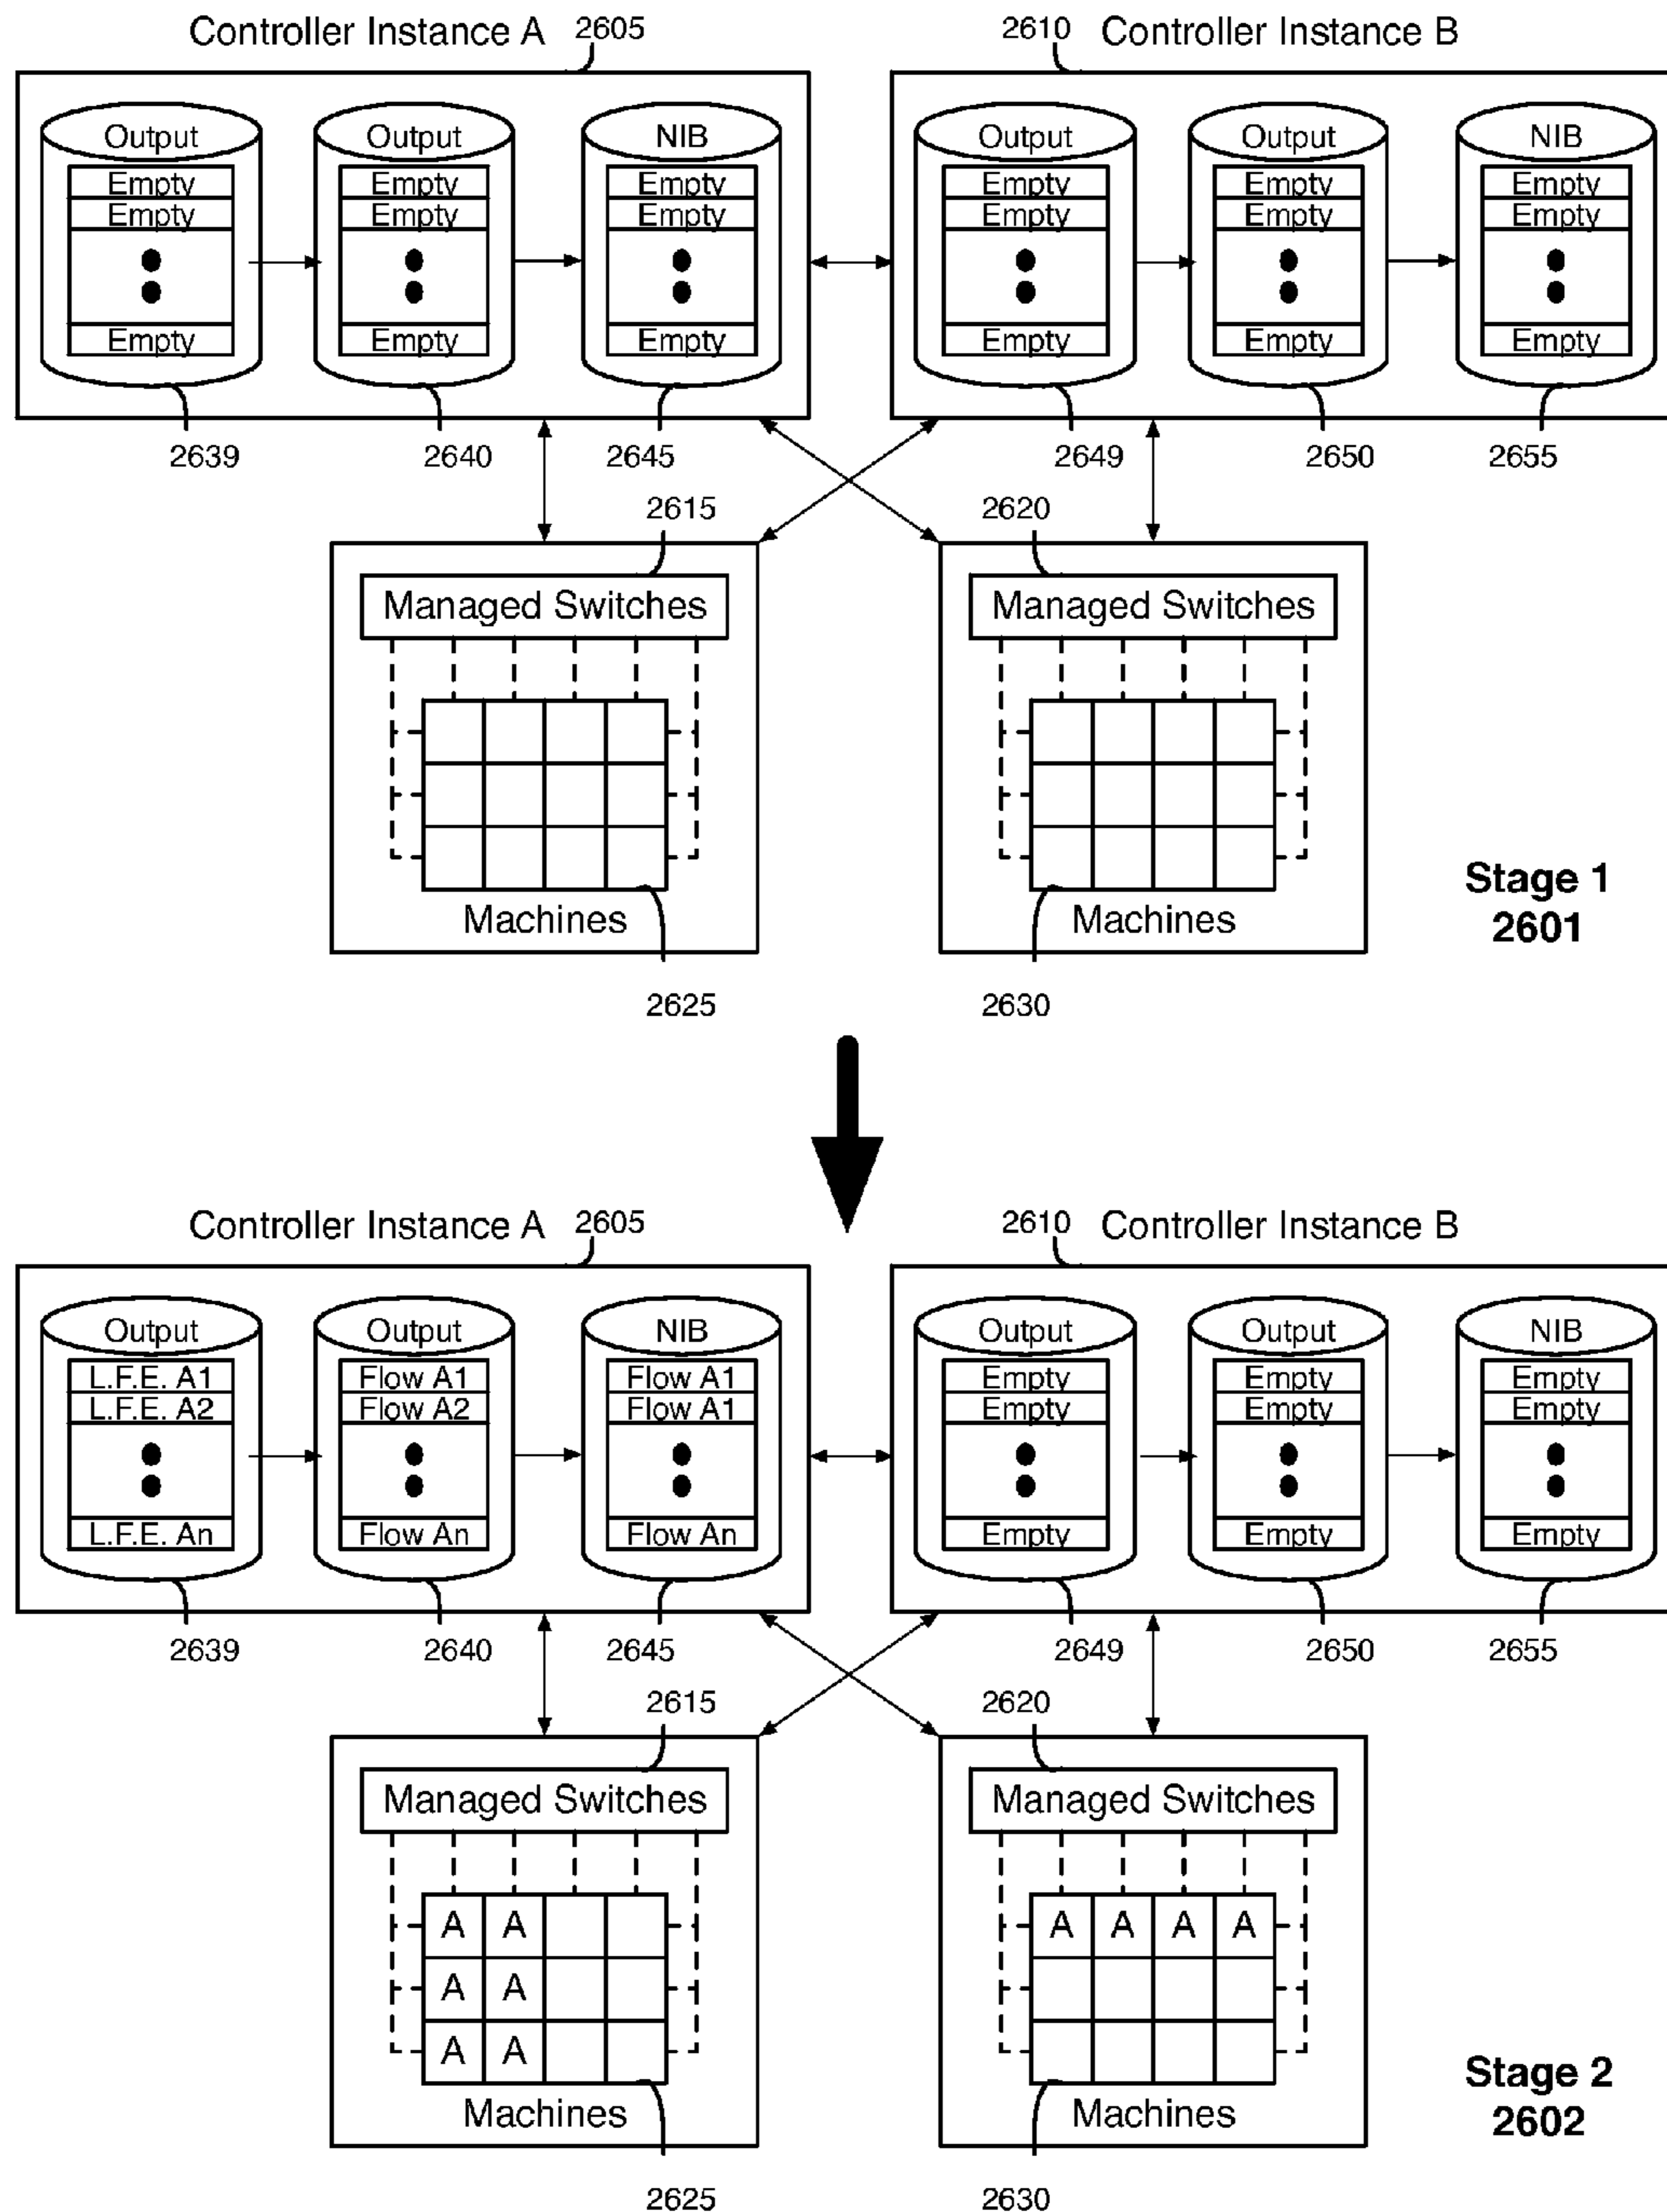 Controller Instance A 2605
2610 Controller Instance B
Output Output NIB Output Output NIB
Empty Empty Empty Empty Empty Empty
Empty Empty Empty Empty Empty Empty
Empty Empty Empty Empty Empty Empty
2639 2640 2645 2649 2650 2655
2615 2620
Managed Switches Managed Switches
Machines Machines
Stage 1
2601
2625 2630
Controller Instance A 2605
2610 Controller Instance B
Output Output NIB Output Output NIB
L.F.E. A1 Flow A1 Flow A1 Empty Empty Empty
L.F.E. A2 Flow A2 Flow A1 Empty Empty Empty
L.F.E. An Flow An Flow An Empty Empty Empty
2639 2640 2645 2649 2650 2655
2615 2620
Managed Switches Managed Switches
A A A A A A
A A
A A
Machines Machines
Stage 2
2602
2625 2630